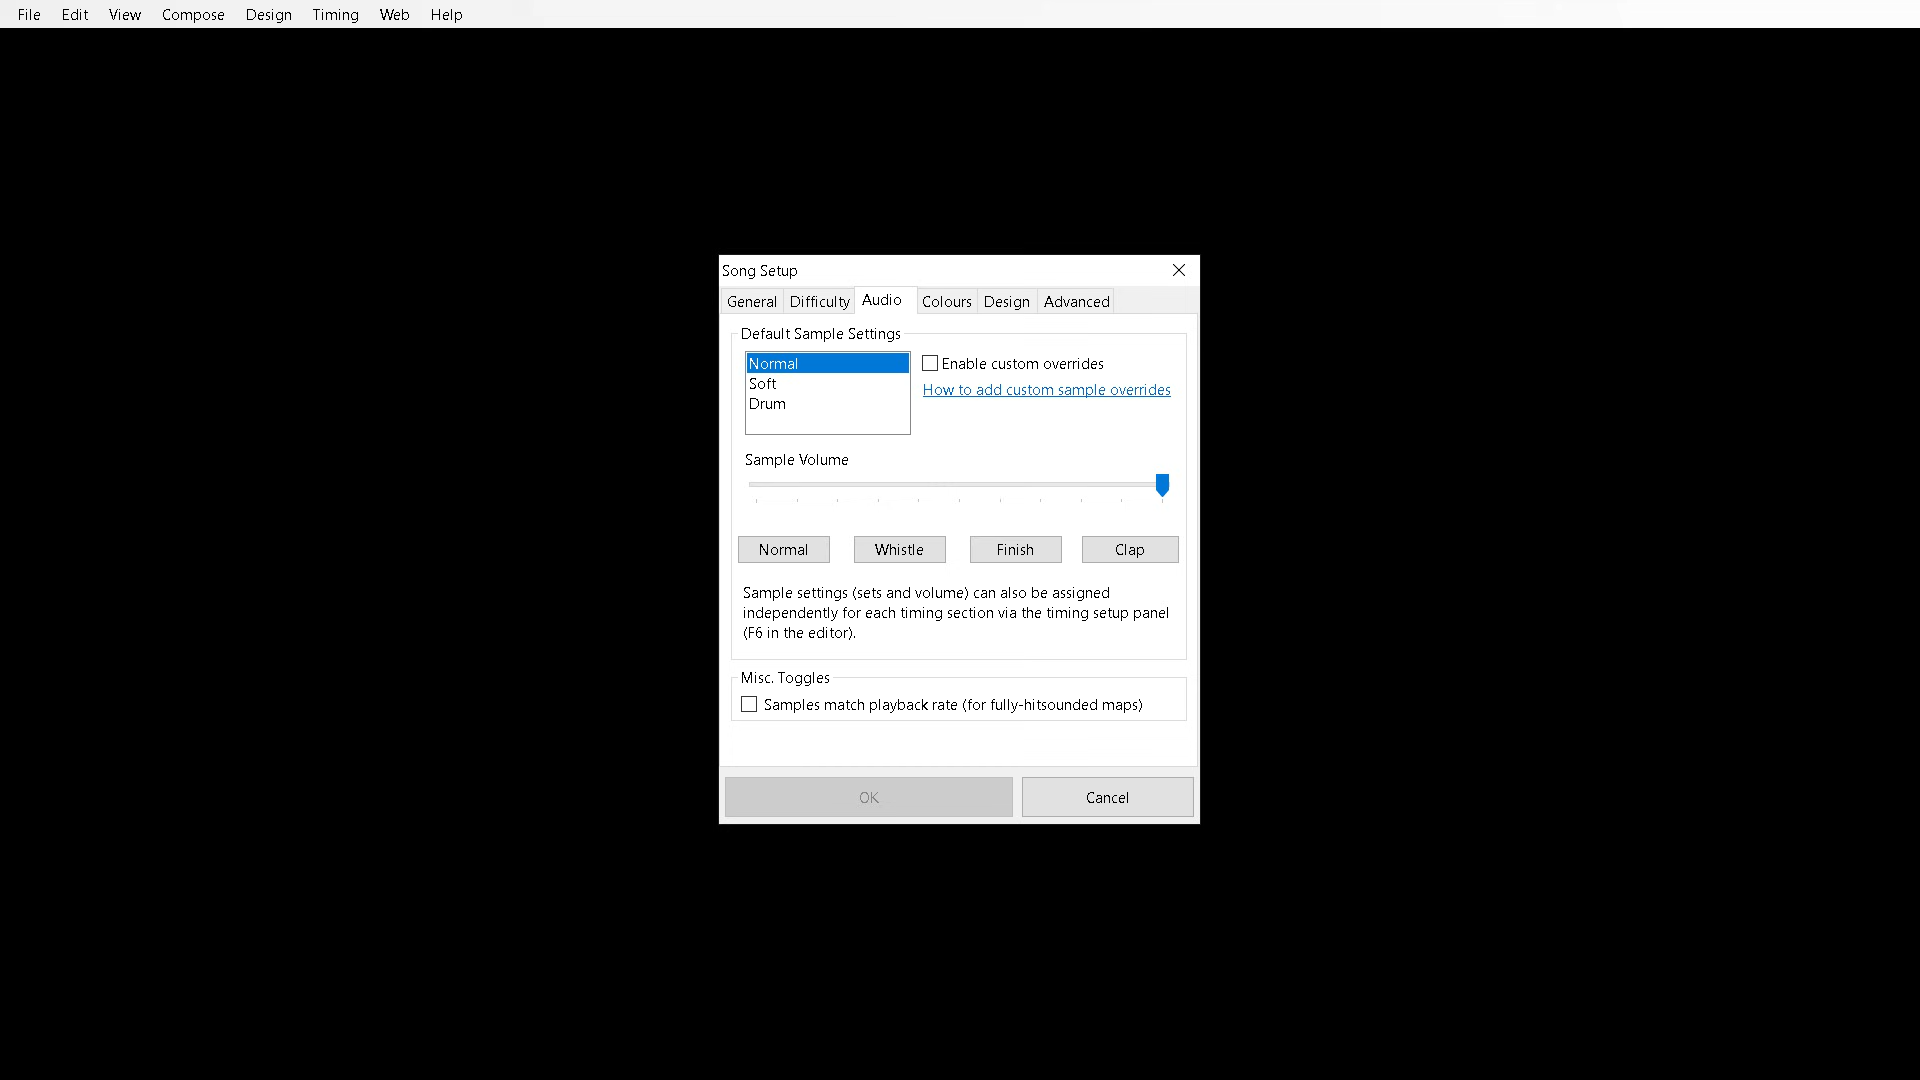 File Edit View Compose Design Timing Web Help
Song Setup
General Difficulty Audio Colours Design Advanced
Default Sample Settings
Normal
Soft
Drum
Enable custom overrides
How to add custom sample overrides
Sample Volume
Normal Whistle Finish Clap
Sample settings (sets and volume) can also be assigned
independently for each timing section via the timing setup panel
(F6 in the editor).
Misc. Toggles
Samples match playback rate (for fully-hitsounded maps)
OK Cancel